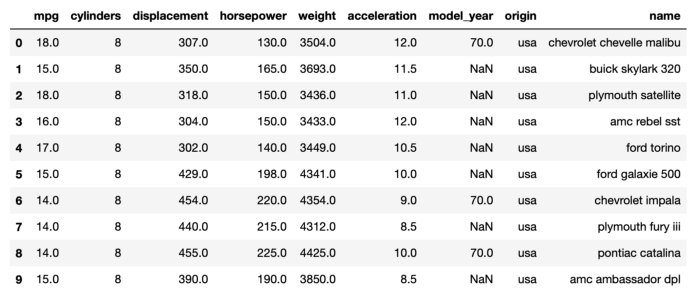 mpg cylinders displacement horsepower weight acceleration model_year origin name
0 18.0 8 307.0 130.0 3504.0 12.0 70.0 usa chevrolet chevelle malibu
1 15.0 8 350.0 165.0 3693.0 11.5 NaN usa buick skylark 320
2 18.0 8 318.0 150.0 3436.0 11.0 NaN usa plymouth satellite
3 16.0 8 304.0 150.0 3433.0 12.0 NaN usa amc rebel sst
4 17.0 8 302.0 140.0 3449.0 10.5 NaN usa ford torino
5 15.0 8 429.0 198.0 4341.0 10.0 NaN usa ford galaxie 500
6 14.0 8 454.0 220.0 4354.0 9.0 70.0 usa chevrolet impala
7 14.0 8 440.0 215.0 4312.0 8.5 NaN usa plymouth fury iii
8 14.0 8 455.0 225.0 4425.0 10.0 70.0 usa pontiac catalina
9 15.0 8 390.0 190.0 3850.0 8.5 NaN usa amc ambassador dpl